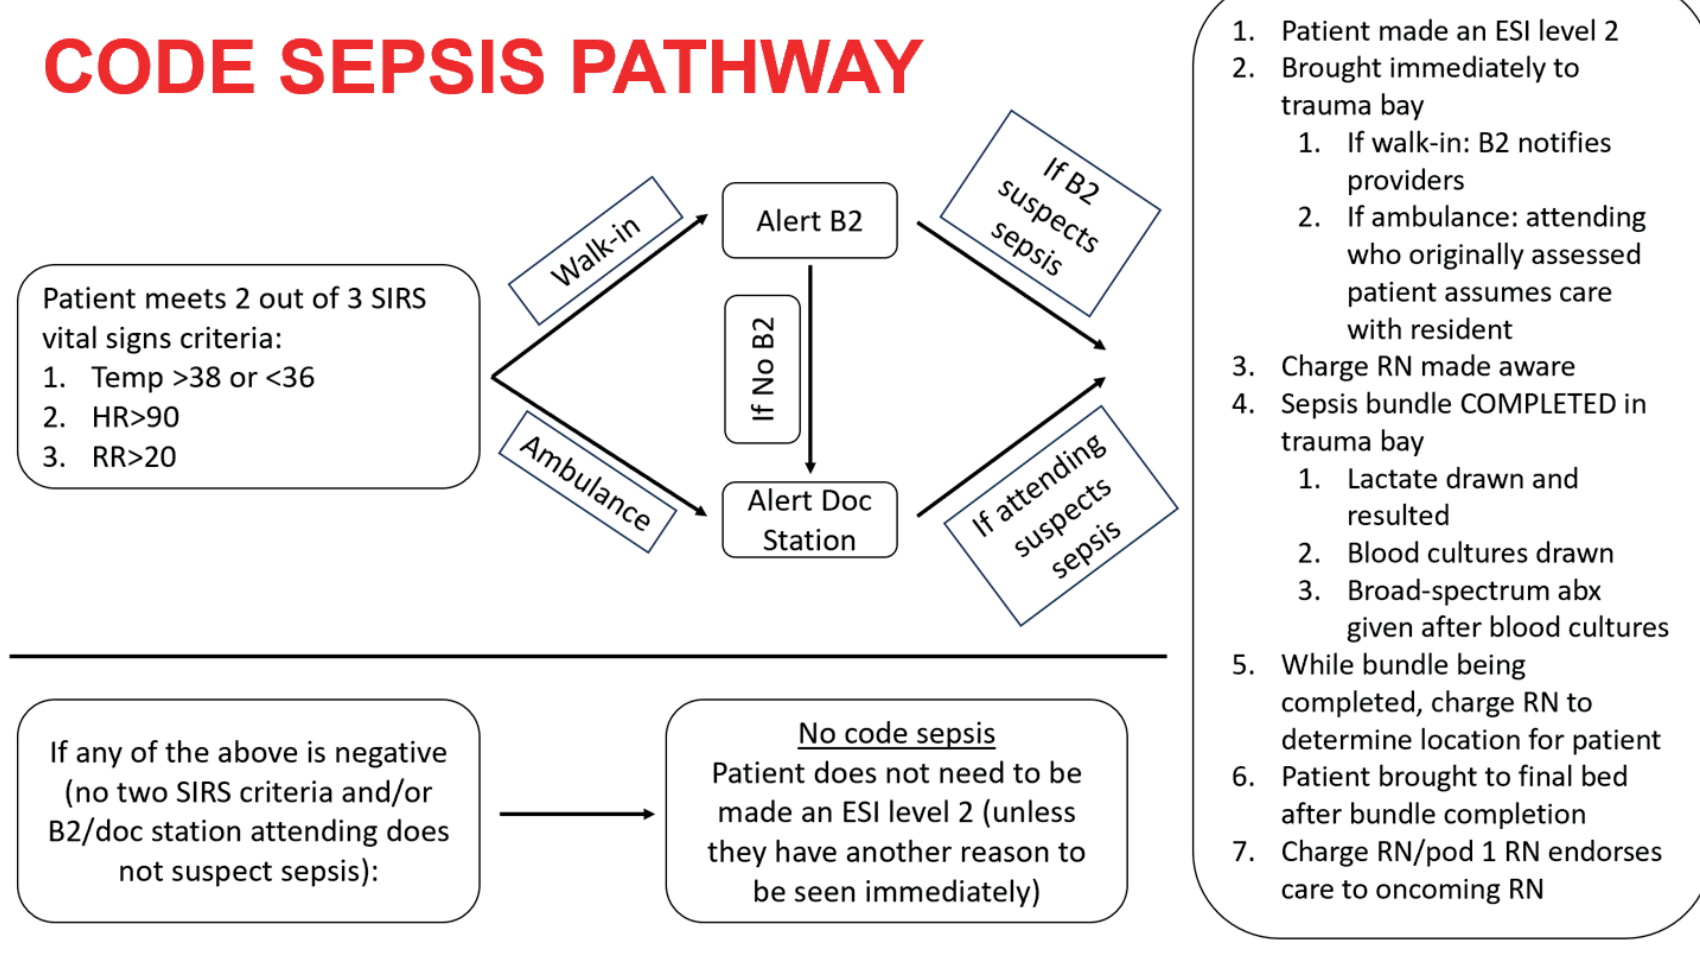 CODE SEPSIS PATHWAY
Patient meets 2 out of 3 SIRS
vital signs criteria:
1. Temp >38 or <36
2. HR>90
3. RR>20
Walk-in
Ambulance
Alert B2
If No B2
Alert Doc
Station
If B2
suspects
sepsis
If attending
suspects
sepsis
If any of the above is negative
(no two SIRS criteria and/or
B2/doc station attending does
not suspect sepsis):
No code sepsis
Patient does not need to be
made an ESI level 2 (unless
they have another reason to
be seen immediately)
1. Patient made an ESI level 2
2. Brought immediately to
trauma bay
1. If walk-in: B2 notifies
providers
2. If ambulance: attending
who originally assessed
patient assumes care
with resident
3. Charge RN made aware
4. Sepsis bundle COMPLETED in
trauma bay
1. Lactate drawn and
resulted
2. Blood cultures drawn
3. Broad-spectrum abx
given after blood cultures
5. While bundle being
completed, charge RN to
determine location for patient
6. Patient brought to final bed
after bundle completion
7. Charge RN/pod 1 RN endorses
care to oncoming RN